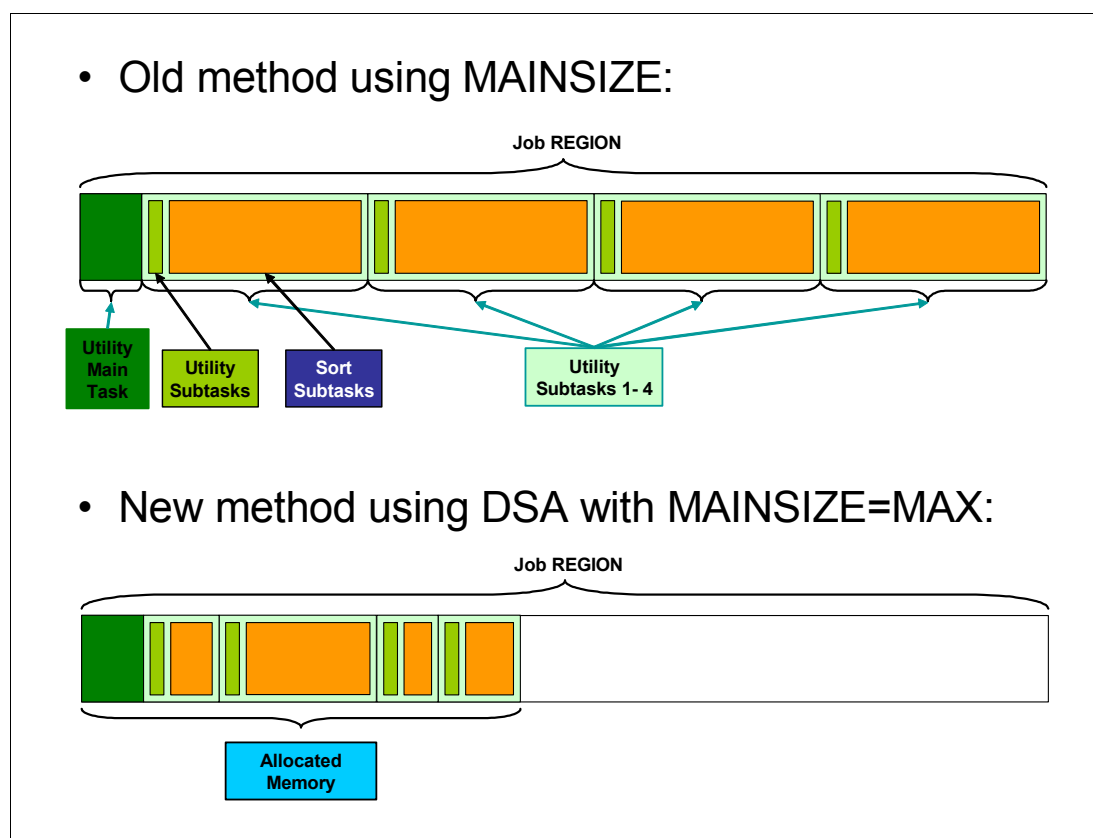 • Old method using MAINSIZE:
Job REGION
Utility
Main
Task
Utility
Subtasks
Sort
Subtasks
Utility
Subtasks 1- 4
• New method using DSA with MAINSIZE=MAX:
Job REGION
Allocated
Memory